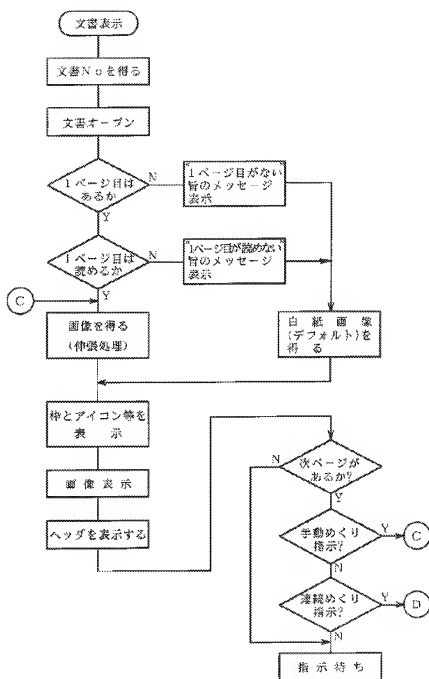 文書表示
文書Noを得る
文書オープン
1ページ目は
あるか
N
Y
"1ページ目がない"
旨のメッセージ
表示
1ページ目は
読めるか
N
Y
"1ページ目が読めない"
旨のメッセージ
表示
C
画像を得る
(伸張処理)
白紙画像
(デフォルト)を
得る
枠とアイコン等を
表示
画像表示
ヘッダを表示する
次ページが
あるか?
N
Y
手動めくり
指示?
Y
C
N
連続めくり
指示?
Y
D
N
指示待ち